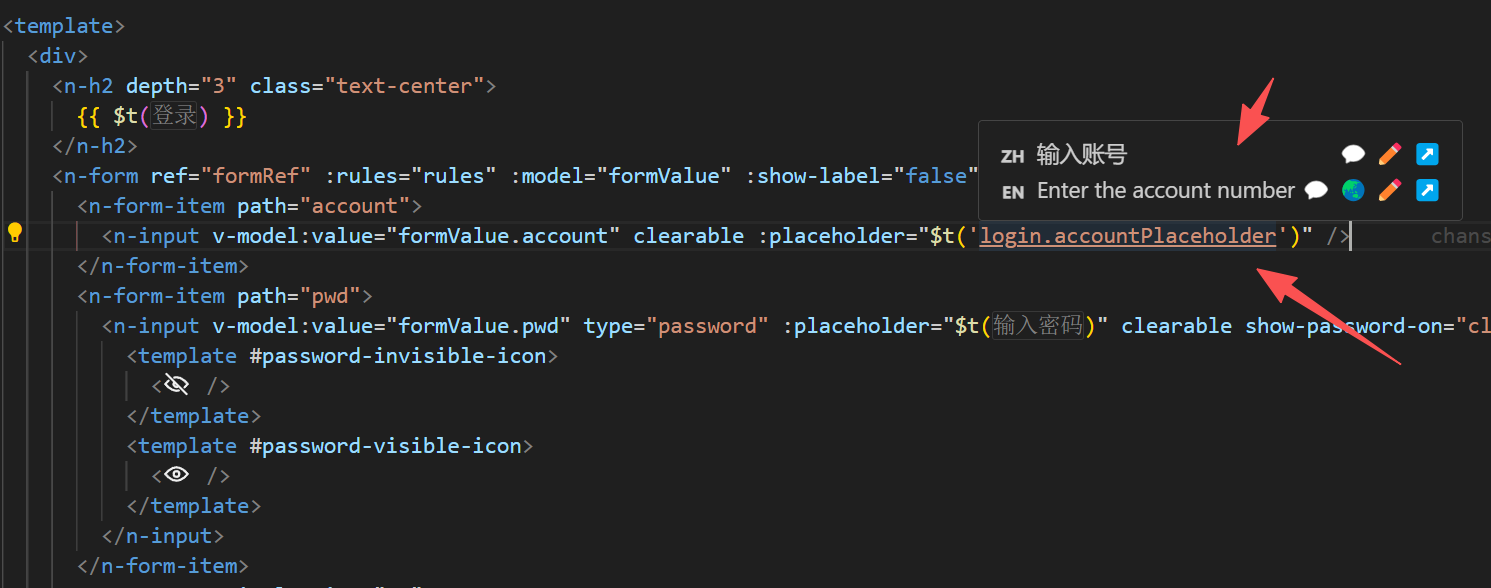 <template>
<div>
<n-h2 depth="3" class="text-center">
{{ $t(登录) }}
</n-h2>
<n-form ref="formRef" :rules="rules" :model="formValue" :show-label="false"
<n-form-item path="account">
ZH 输入账号
EN Enter the account number
<n-input v-model:value="formValue.account" clearable :placeholder="$t('login.accountPlaceholder')" /> chans
</n-form-item>
<n-form-item path="pwd">
<n-input v-model:value="formValue.pwd" type="password" :placeholder="$t(输入密码)" clearable show-password-on="cl
<template #password-invisible-icon>
< />
</template>
<template #password-visible-icon>
< />
</template>
</n-input>
</n-form-item>